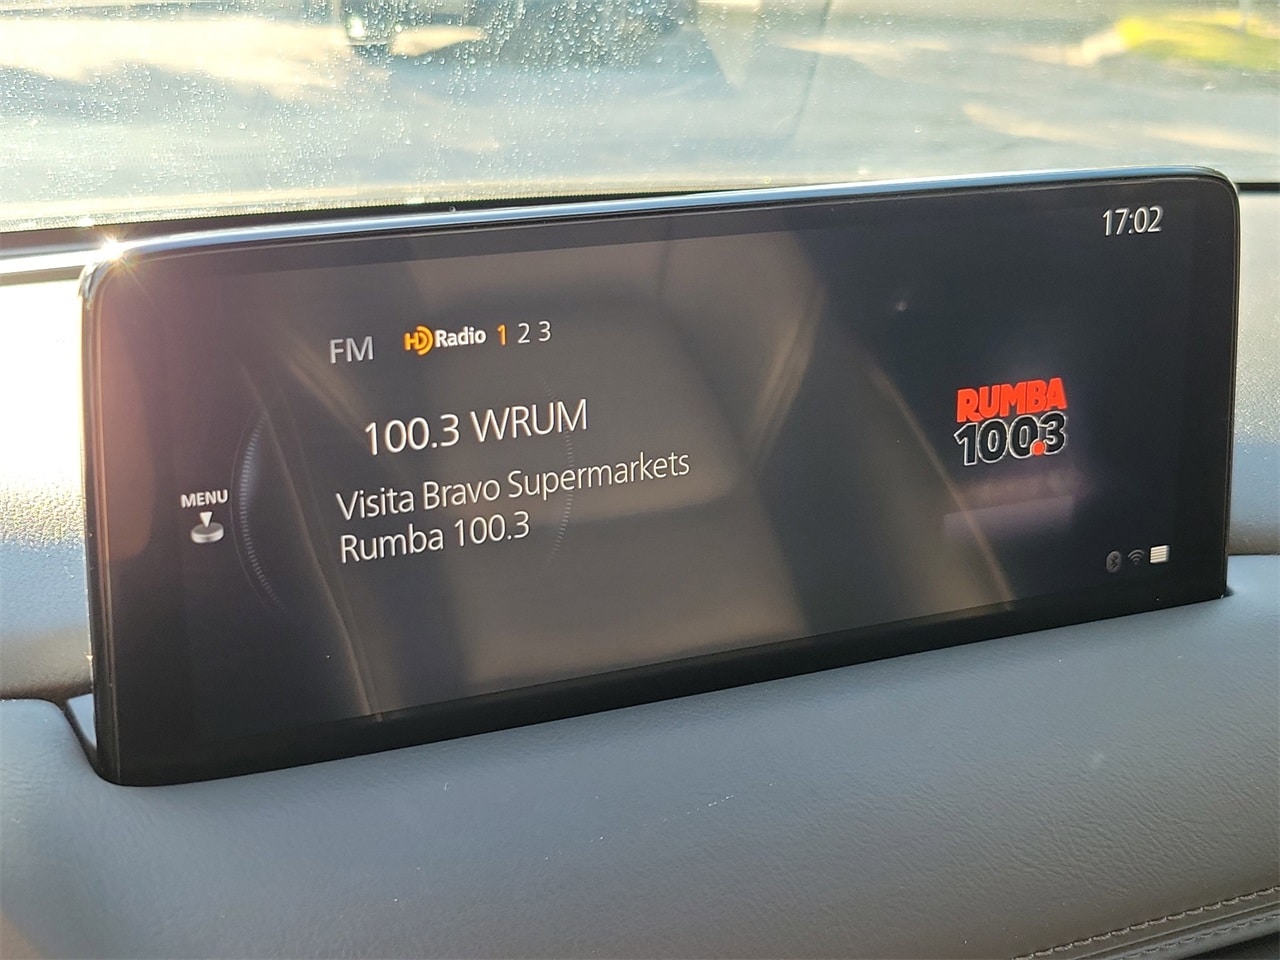 17:02
FM HD Radio 1 2 3
100.3 WRUM
Visita Bravo Supermarkets
Rumba 100.3
MENU
RUMBA
100.3